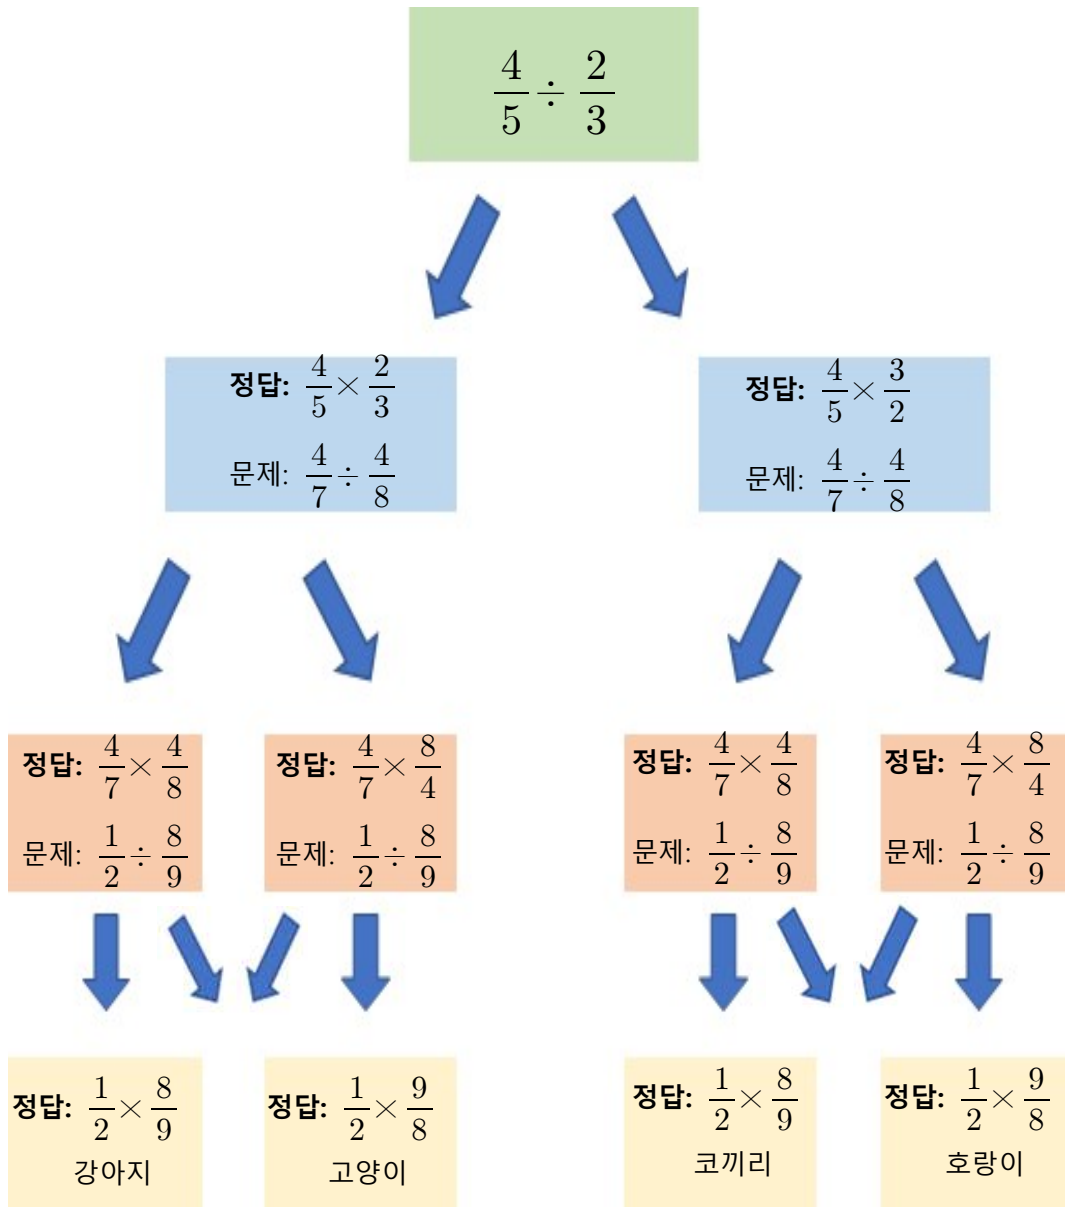 4/5 ÷ 2/3
정답: 4/5 × 2/3
문제: 4/7 ÷ 4/8
정답: 4/5 × 3/2
문제: 4/7 ÷ 4/8
정답: 4/7 × 4/8
문제: 1/2 ÷ 8/9
정답: 4/7 × 8/4
문제: 1/2 ÷ 8/9
정답: 4/7 × 4/8
문제: 1/2 ÷ 8/9
정답: 4/7 × 8/4
문제: 1/2 ÷ 8/9
정답: 1/2 × 8/9
강아지
정답: 1/2 × 9/8
고양이
정답: 1/2 × 8/9
코끼리
정답: 1/2 × 9/8
호랑이